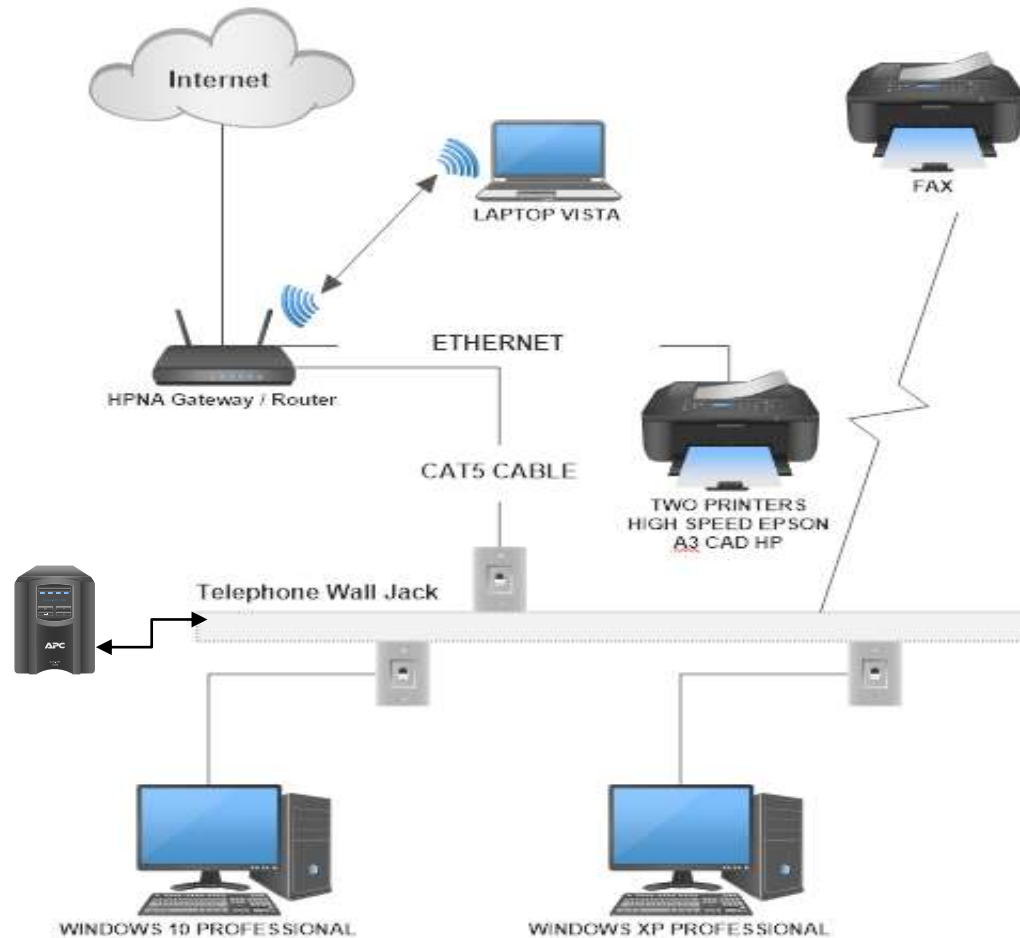 Internet
LAPTOP VISTA
FAX
ETHERNET
HPNA Gateway / Router
CAT5 CABLE
TWO PRINTERS
HIGH SPEED EPSON
A3 CAD HP
Telephone Wall Jack
APC
WINDOWS 10 PROFESSIONAL
WINDOWS XP PROFESSIONAL